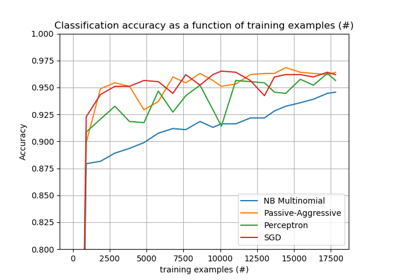 Classification accuracy as a function of training examples (#)
1.000
0.975
0.950
0.925
0.900
0.875
0.850
0.825
0.800
Accuracy
NB Multinomial
Passive-Aggressive
Perceptron
SGD
0 2500 5000 7500 10000 12500 15000 17500
training examples (#)